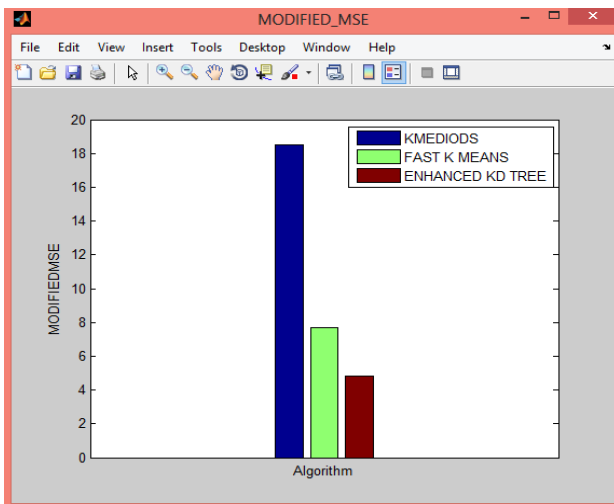 MODIFIED_MSE
File Edit View Insert Tools Desktop Window Help
20
18
16
14
12
10
8
6
4
2
0
MODIFIEDMSE
KMEDIODS
FAST K MEANS
ENHANCED KD TREE
Algorithm